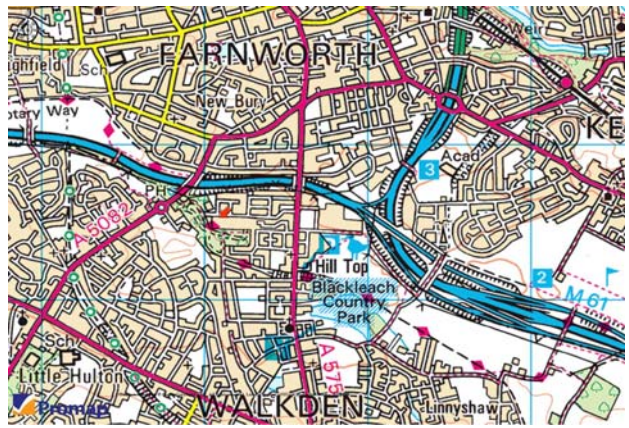 Weir
FARNWORTH
Sch
New Bury
otary Way
KE
Acad
3
PH
A 5082
Hill Top
Blackleach
Country
Park
2
M 61
Sch
Little Hulton
A 575
Promap
WALKDEN
Linnyshaw